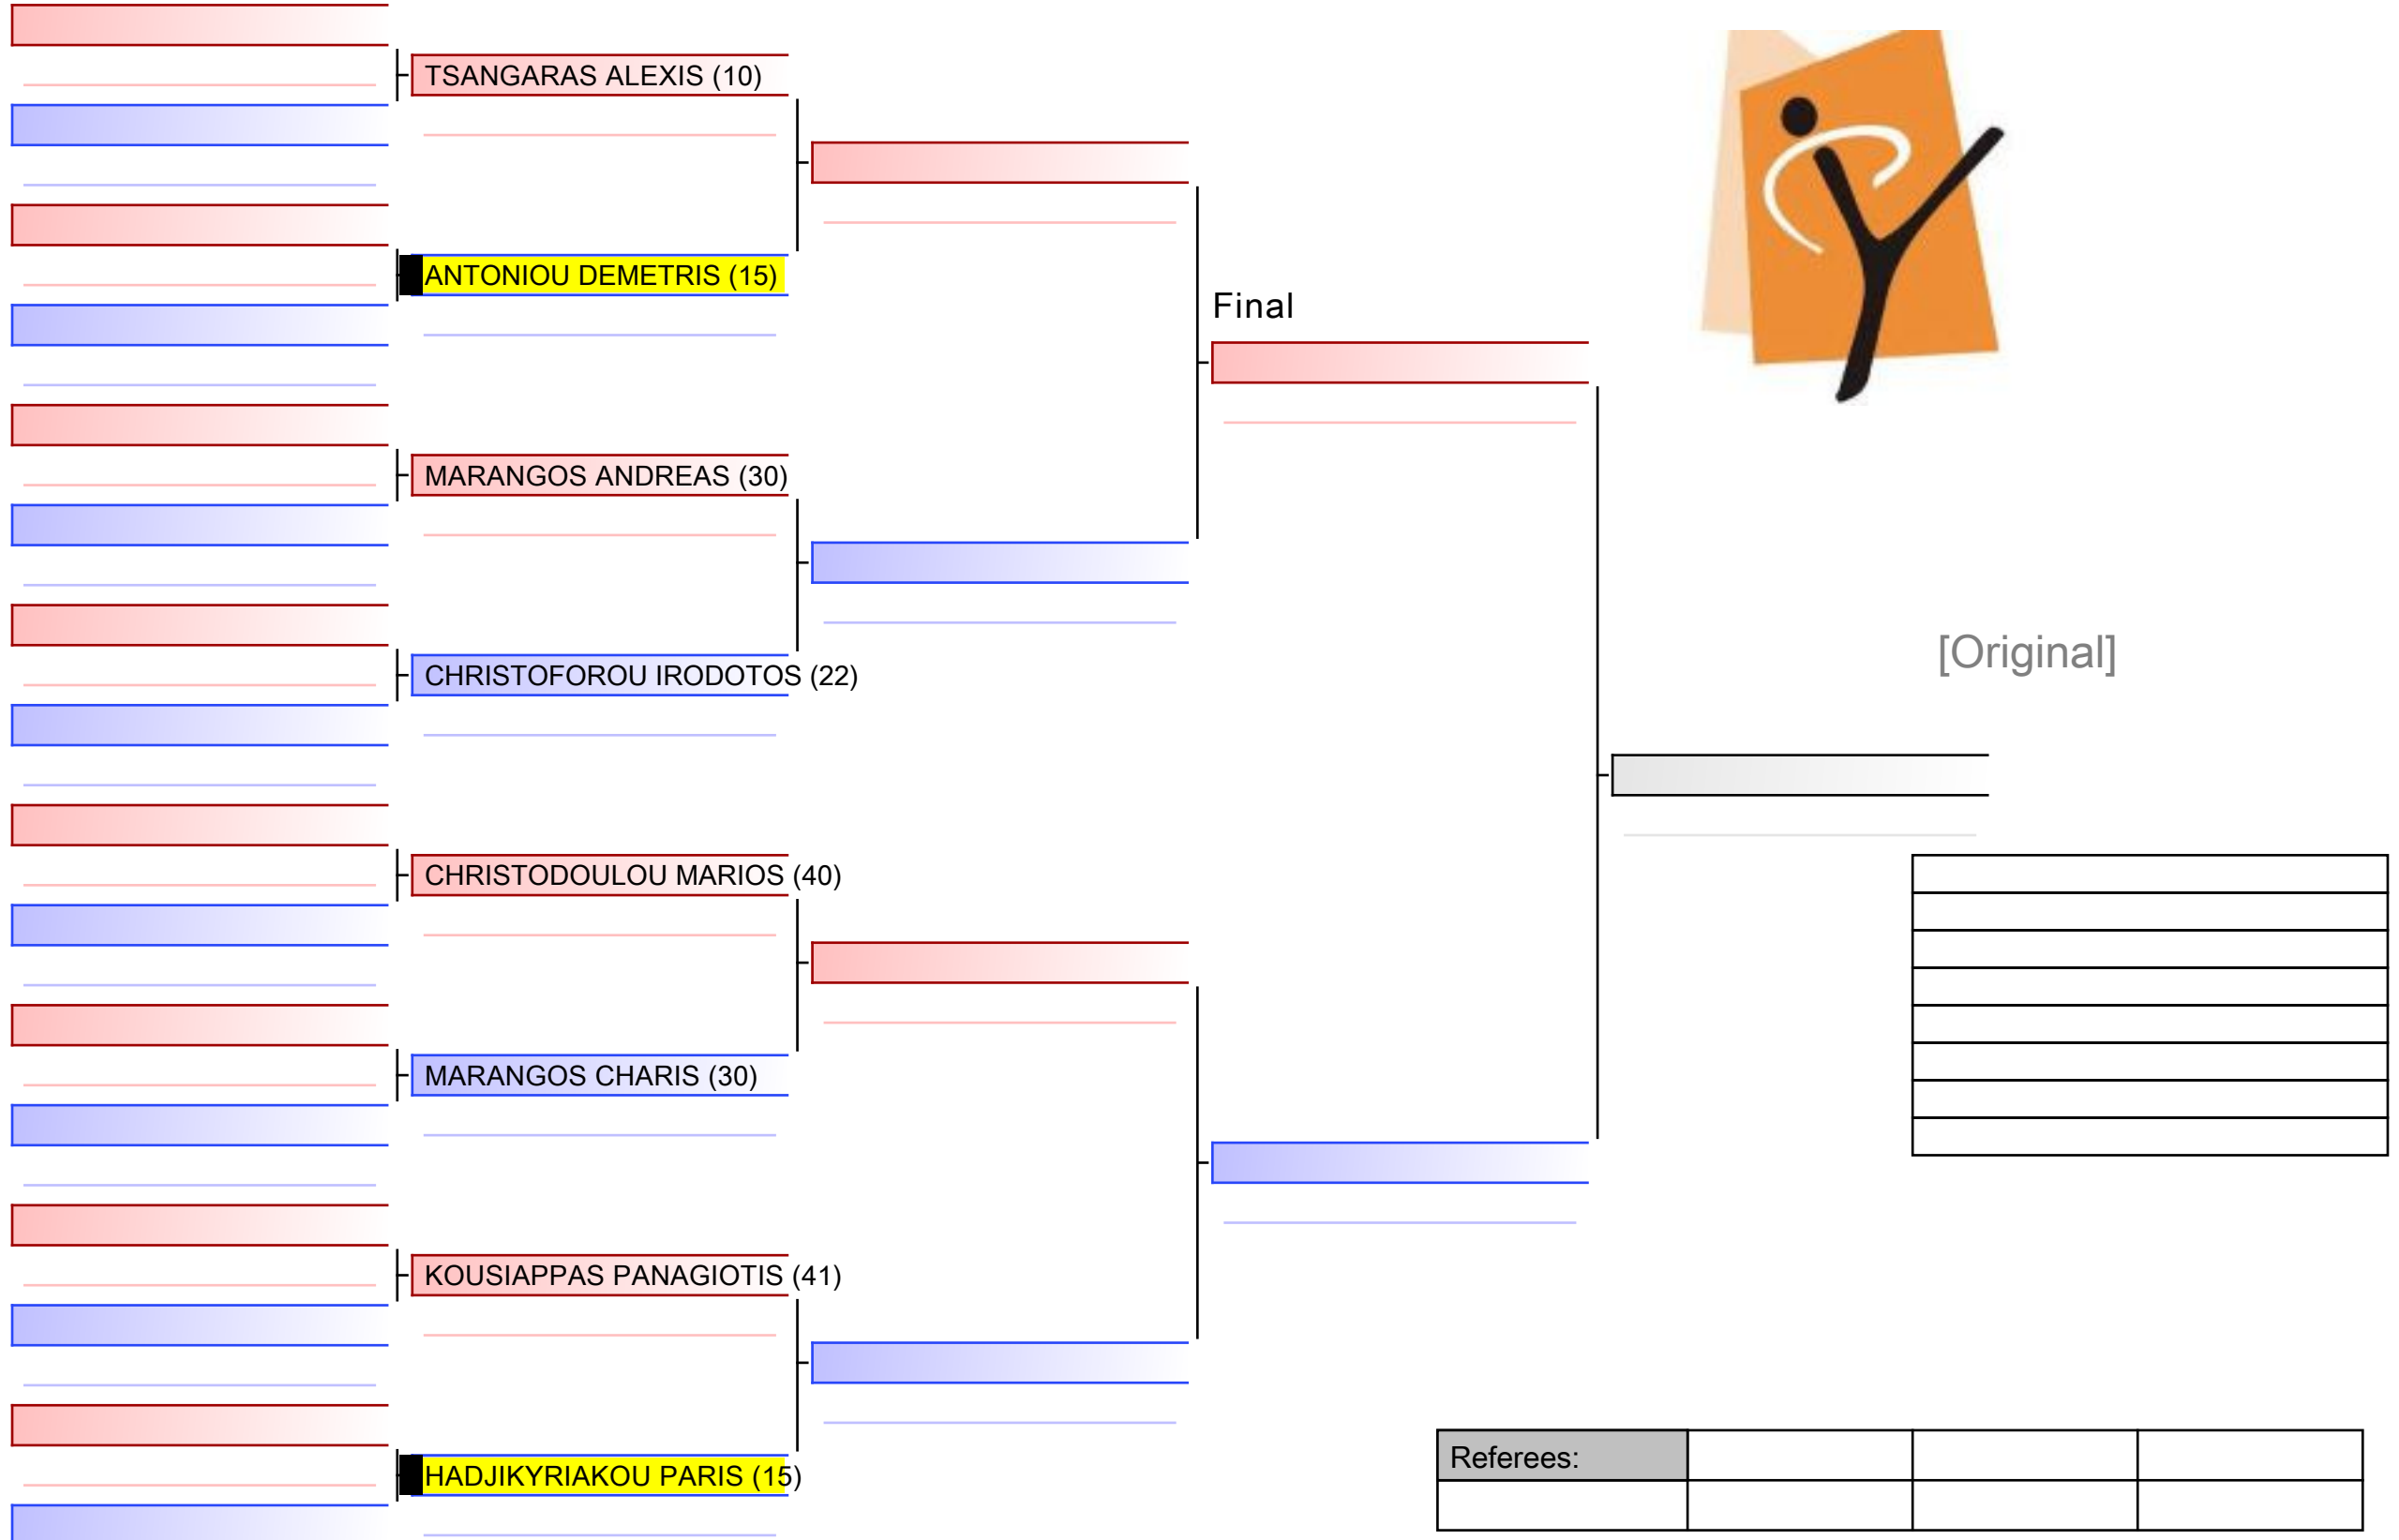 TSANGARAS ALEXIS (10)
ANTONIOU DEMETRIS (15)
Final
MARANGOS ANDREAS (30)
CHRISTOFOROU IRODOTOS (22)
[Original]
CHRISTODOULOU MARIOS (40)
MARANGOS CHARIS (30)
KOUSIAPPAS PANAGIOTIS (41)
Referees:
HADJIKYRIAKOU PARIS (15)